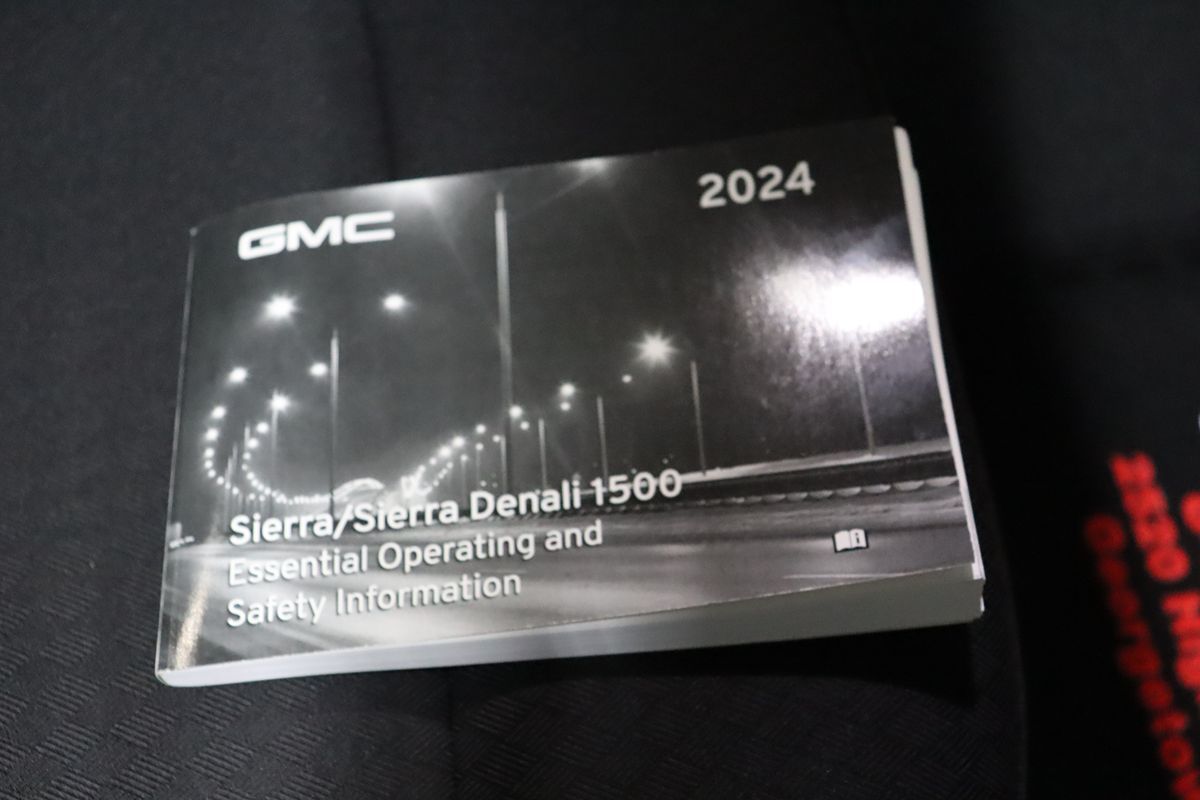 GMC
2024
Sierra/Sierra Denali 1500
Essential Operating and
Safety Information